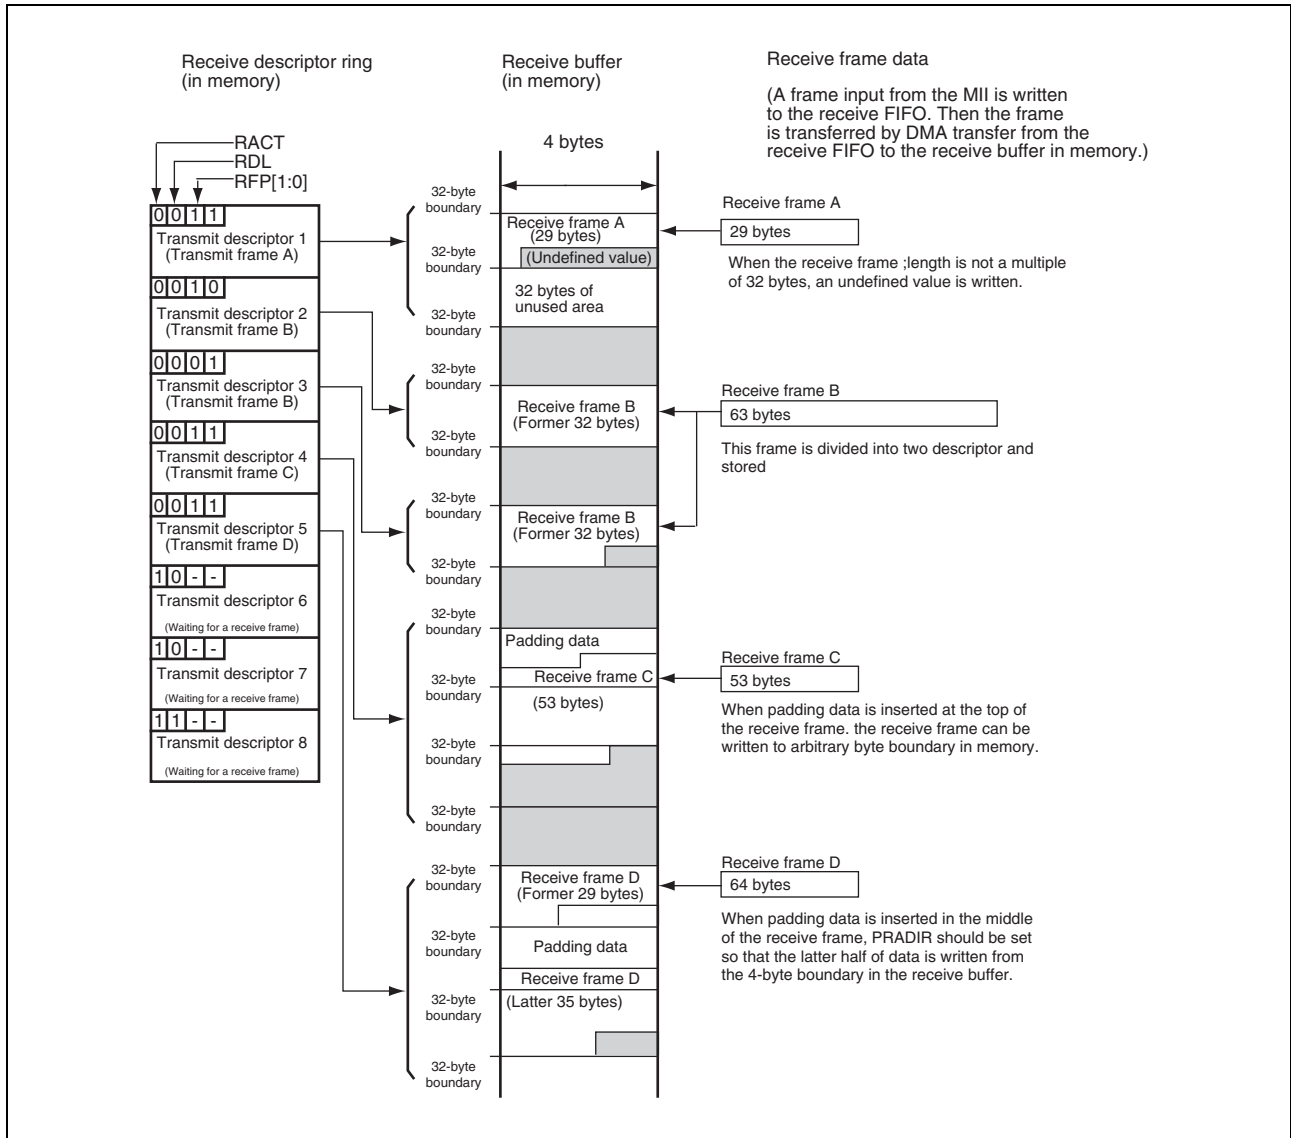 Receive descriptor ring
(in memory)
RACT
RDL
RFP[1:0]
0 0 1 1
Transmit descriptor 1
(Transmit frame A)
0 0 1 0
Transmit descriptor 2
(Transmit frame B)
0 0 0 1
Transmit descriptor 3
(Transmit frame B)
0 0 1 1
Transmit descriptor 4
(Transmit frame C)
0 0 1 1
Transmit descriptor 5
(Transmit frame D)
1 0 - -
Transmit descriptor 6
(Waiting for a receive frame)
1 0 - -
Transmit descriptor 7
(Waiting for a receive frame)
1 1 - -
Transmit descriptor 8
(Waiting for a receive frame)
Receive buffer
(in memory)
4 bytes
32-byte
boundary
Receive frame A
(29 bytes)
(Undefined value)
32-byte
boundary
32 bytes of
unused area
32-byte
boundary
32-byte
boundary
Receive frame B
(Former 32 bytes)
32-byte
boundary
32-byte
boundary
Receive frame B
(Former 32 bytes)
32-byte
boundary
32-byte
boundary
Padding data
Receive frame C
32-byte
boundary
(53 bytes)
32-byte
boundary
32-byte
boundary
32-byte
boundary
Receive frame D
(Former 29 bytes)
32-byte
boundary
Padding data
Receive frame D
32-byte
boundary
(Latter 35 bytes)
32-byte
boundary
Receive frame data
(A frame input from the MII is written
to the receive FIFO. Then the frame
is transferred by DMA transfer from the
receive FIFO to the receive buffer in memory.)
Receive frame A
29 bytes
When the receive frame ;length is not a multiple
of 32 bytes, an undefined value is written.
Receive frame B
63 bytes
This frame is divided into two descriptor and
stored
Receive frame C
53 bytes
When padding data is inserted at the top of
the receive frame. the receive frame can be
written to arbitrary byte boundary in memory.
Receive frame D
64 bytes
When padding data is inserted in the middle
of the receive frame, PRADIR should be set
so that the latter half of data is written from
the 4-byte boundary in the receive buffer.